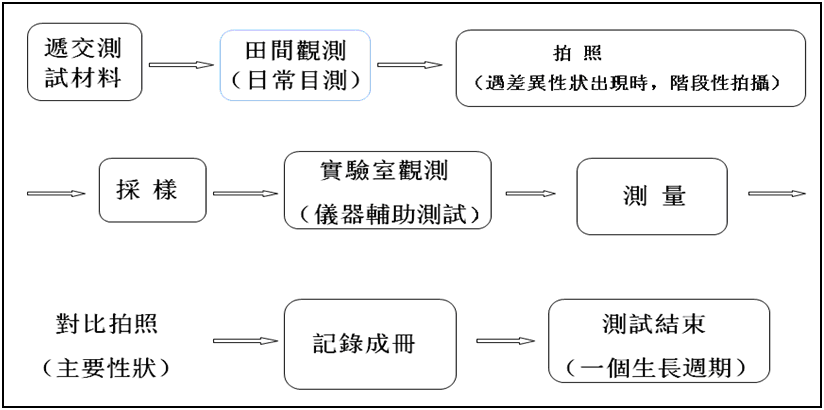 遞交測
試材料
田間觀測
（日常目測）
拍 照
（遇差異性狀出現時，階段性拍攝）
採 樣
實驗室觀測
（儀器輔助測試）
測 量
對比拍照
（主要性狀）
記錄成冊
測試結束
（一個生長週期）